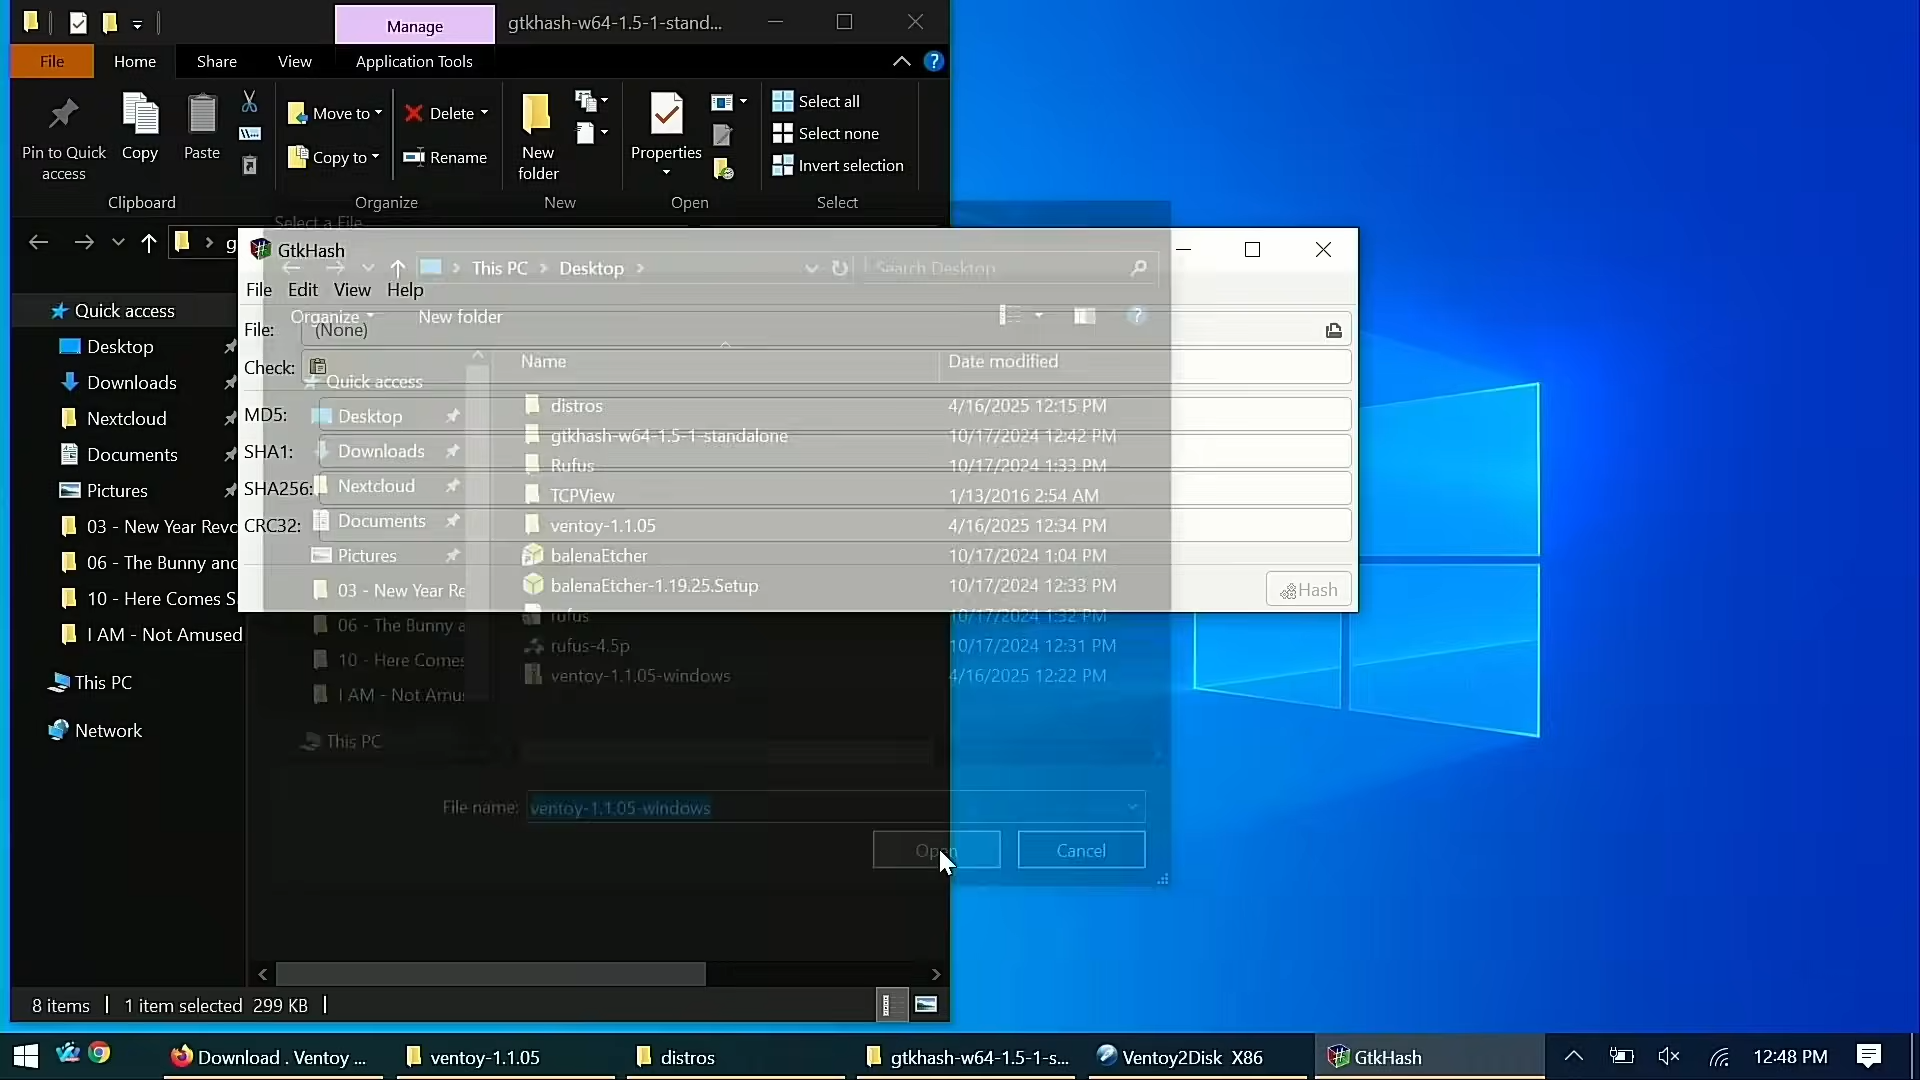 Manage
gtkhash-w64-1.5-1-stand...
File
Home
Share
View
Application Tools
Pin to Quick access
Copy
Paste
Move to
Copy to
Delete
Rename
New folder
Properties
Select all
Select none
Invert selection
Clipboard
Organize
New
Open
Select
Select a File
g
GtkHash
This PC
Desktop
Search Desktop
File
Edit
View
Help
Organize
New folder
File:
(None)
Check:
MD5:
SHA1:
SHA256:
CRC32:
Hash
Quick access
Desktop
Downloads
Nextcloud
Documents
Pictures
03 - New Year Revo
06 - The Bunny and
10 - Here Comes S
I AM - Not Amused
This PC
Network
Quick access
Desktop
Downloads
Nextcloud
Documents
Pictures
03 - New Year Re
06 - The Bunny a
10 - Here Comes
I AM - Not Amus
This PC
Name
Date modified
distros
4/16/2025 12:15 PM
gtkhash-w64-1.5-1-standalone
10/17/2024 12:42 PM
Rufus
10/17/2024 1:33 PM
TCPView
1/13/2016 2:54 AM
ventoy-1.1.05
4/16/2025 12:34 PM
balenaEtcher
10/17/2024 1:04 PM
balenaEtcher-1.19.25.Setup
10/17/2024 12:33 PM
rufus
10/17/2024 1:32 PM
rufus-4.5p
10/17/2024 12:31 PM
ventoy-1.1.05-windows
4/16/2025 12:22 PM
File name:
ventoy-1.1.05-windows
Open
Cancel
8 items
1 item selected 299 KB
Download . Ventoy ...
ventoy-1.1.05
distros
gtkhash-w64-1.5-1-s...
Ventoy2Disk X86
GtkHash
12:48 PM